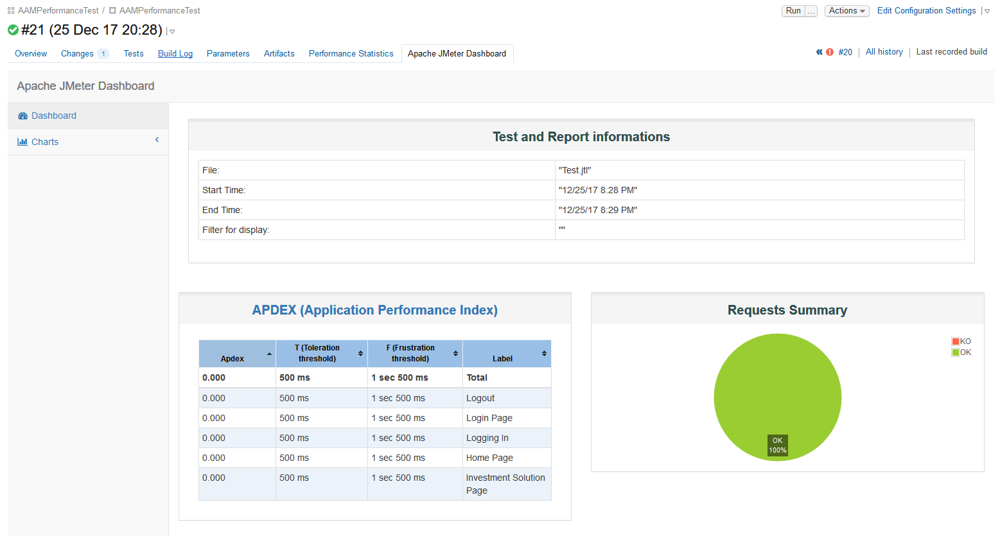 AAMPerformanceTest / AAMPerformanceTest
Run ... Actions Edit Configuration Settings
#21 (25 Dec 17 20:28)
Overview Changes 1 Tests Build Log Parameters Artifacts Performance Statistics Apache JMeter Dashboard
#20 All history Last recorded build
Apache JMeter Dashboard
Dashboard
Charts
Test and Report informations
File: "Test.jtl"
Start Time: "12/25/17 8:28 PM"
End Time: "12/25/17 8:29 PM"
Filter for display: ""
APDEX (Application Performance Index)
Apdex T (Toleration threshold) F (Frustration threshold) Label
0.000 500 ms 1 sec 500 ms Total
0.000 500 ms 1 sec 500 ms Logout
0.000 500 ms 1 sec 500 ms Login Page
0.000 500 ms 1 sec 500 ms Logging In
0.000 500 ms 1 sec 500 ms Home Page
0.000 500 ms 1 sec 500 ms Investment Solution
Page
Requests Summary
KO
OK
OK
100%